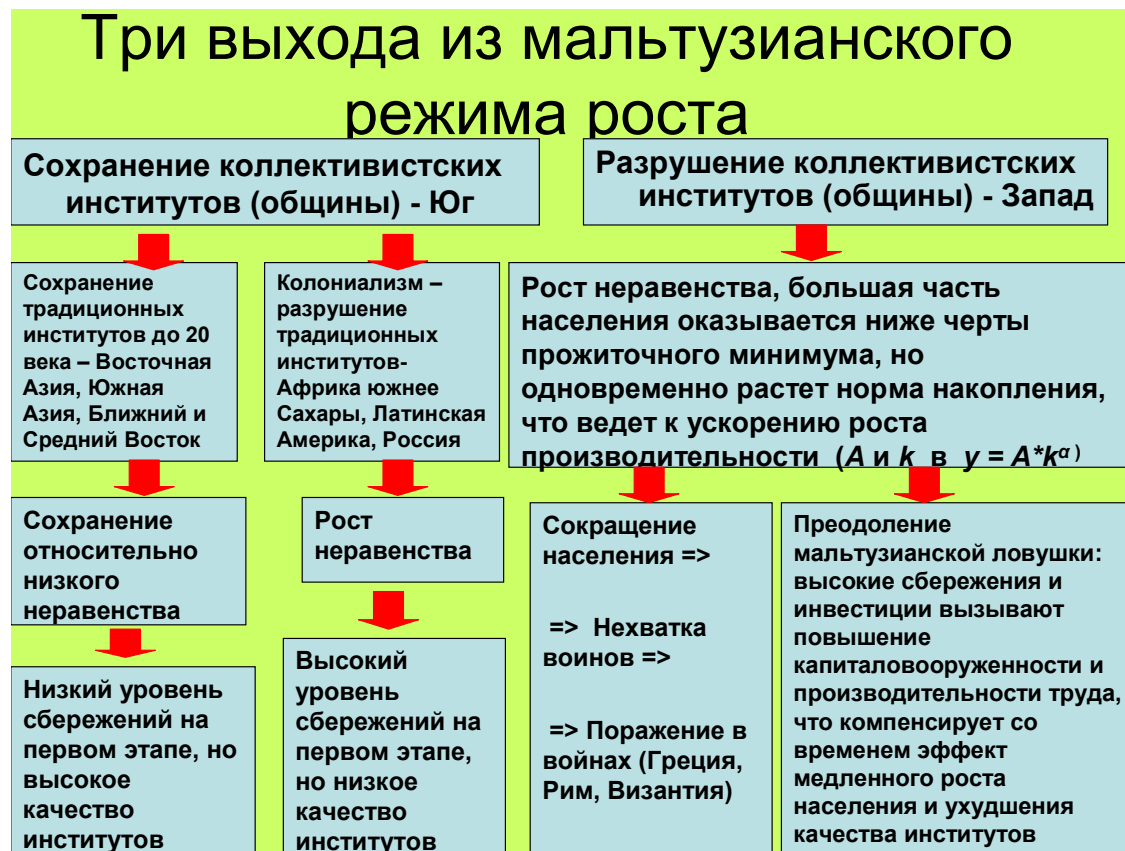 Три выхода из мальтузианского
режима роста
Сохранение коллективистских
институтов (общины) - Юг
Разрушение коллективистских
институтов (общины) - Запад
Сохранение
традиционных
институтов до 20
века – Восточная
Азия, Южная
Азия, Ближний и
Средний Восток
Колониализм –
разрушение
традиционных
институтов-
Африка южнее
Сахары, Латинская
Америка, Россия
Рост неравенства, большая часть
населения оказывается ниже черты
прожиточного минимума, но
одновременно растет норма накопления,
что ведет к ускорению роста
производительности (A и k в y = A*kᵅ )
Сохранение
относительно
низкого
неравенства
Рост
неравенства
Сокращение
населения =>
=> Нехватка
воинов =>
=> Поражение в
войнах (Греция,
Рим, Византия)
Преодоление
мальтузианской ловушки:
высокие сбережения и
инвестиции вызывают
повышение
капиталовооруженности и
производительности труда,
что компенсирует со
временем эффект
медленного роста
населения и ухудшения
качества институтов
Низкий уровень
сбережений на
первом этапе, но
высокое
качество
институтов
Высокий
уровень
сбережений на
первом этапе,
но низкое
качество
институтов